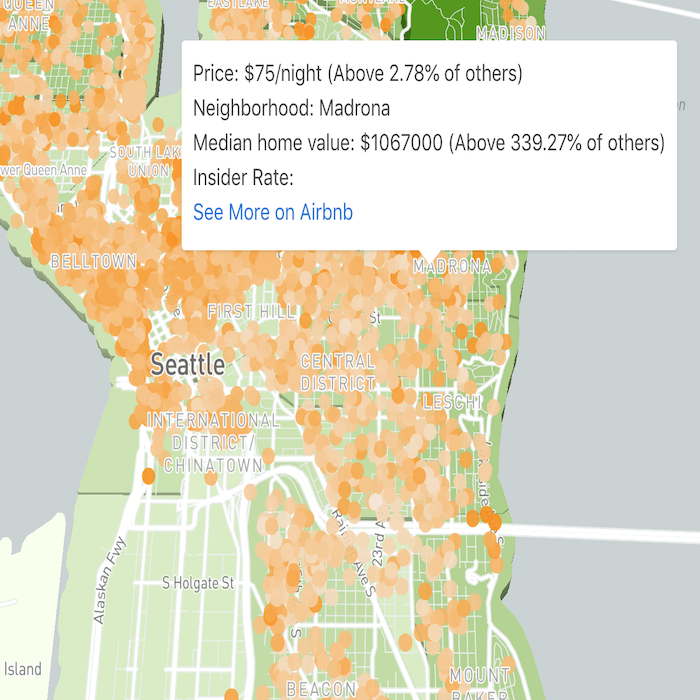 QUEEN
ANNE
EASTLAKE
MADISON
Price: $75/night (Above 2.78% of others)
Neighborhood: Madrona
Median home value: $1067000 (Above 339.27% of others)
Insider Rate:
See More on Airbnb
SOUTH LAK
UNION
wer Queen Anne
BELLTOWN
MADRONA
FIRST HILL
St
Seattle
CENTRAL
DISTRICT
LESCHI
INTERNATIONAL
DISTRICT/
CHINATOWN
Alaskan Fwy
23rd A
Ave S
S Holgate St
S
Island
BEACON
MOUNT
BAKER